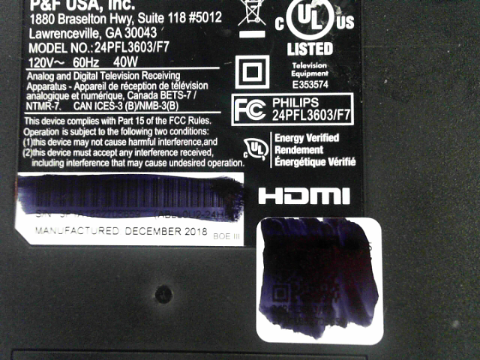 P&F USA, Inc.
1880 Braselton Hwy, Suite 118 #5012
Lawrenceville, GA 30043
MODEL NO.:24PFL3603/F7
120V~ 60Hz 40W
Analog and Digital Television Receiving
Apparatus - Appareil de réception de télévision
analogique et numérique, Canada BETS-7 /
NTMR-7. CAN ICES-3 (B)/NMB-3(B)
This device complies with Part 15 of the FCC Rules.
Operation is subject to the following two conditions:
(1)this device may not cause harmful interference,and
(2)this device must accept any interference received,
including interference that may cause undesired operation.
MANUFACTURED DECEMBER 2018
BOE III
C UL US
LISTED
Television
Equipment
E353574
FC PHILIPS
24PFL3603/F7
UL
Energy Verified
Rendement
Énergétique Vérifié
HDMI